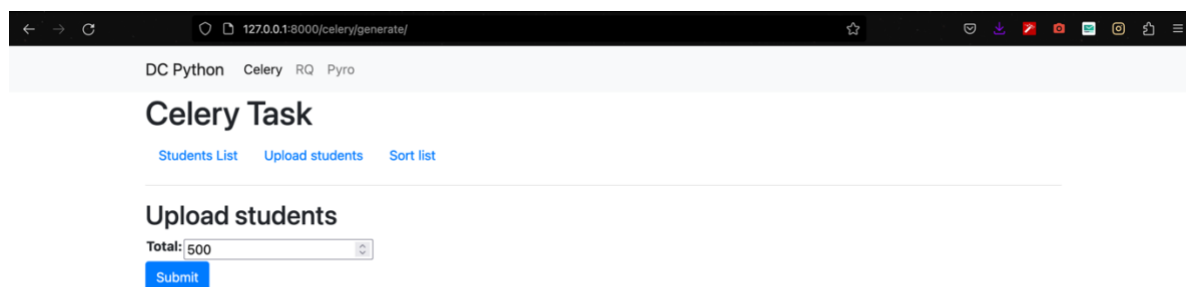 127.0.0.1:8000/celery/generate/
DC Python Celery RQ Pyro
Celery Task
Students List Upload students Sort list
Upload students
Total: 500
Submit